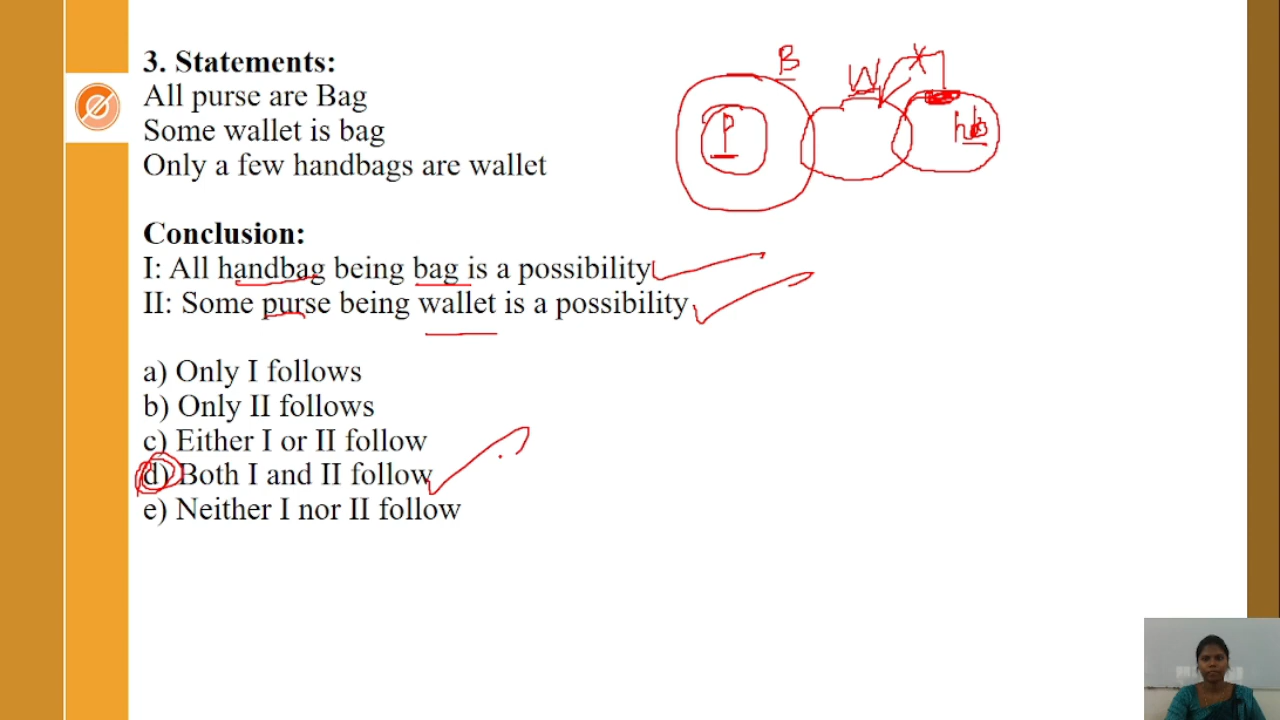 3. Statements:
All purse are Bag
Some wallet is bag
Only a few handbags are wallet
B
W
P
hb
Conclusion:
I: All handbag being bag is a possibility
II: Some purse being wallet is a possibility
a) Only I follows
b) Only II follows
c) Either I or II follow
d) Both I and II follow
e) Neither I nor II follow